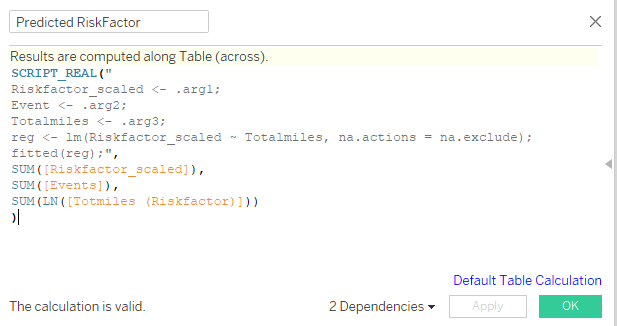 Predicted RiskFactor
Results are computed along Table (across).
SCRIPT_REAL("
Riskfactor_scaled <- .arg1;
Event <- .arg2;
Totalmiles <- .arg3;
reg <- lm(Riskfactor_scaled ~ Totalmiles, na.actions = na.exclude);
fitted(reg);",
SUM([Riskfactor_scaled]),
SUM([Events]),
SUM(LN([Totmiles (Riskfactor)]))
)
Default Table Calculation
The calculation is valid. 2 Dependencies Apply OK